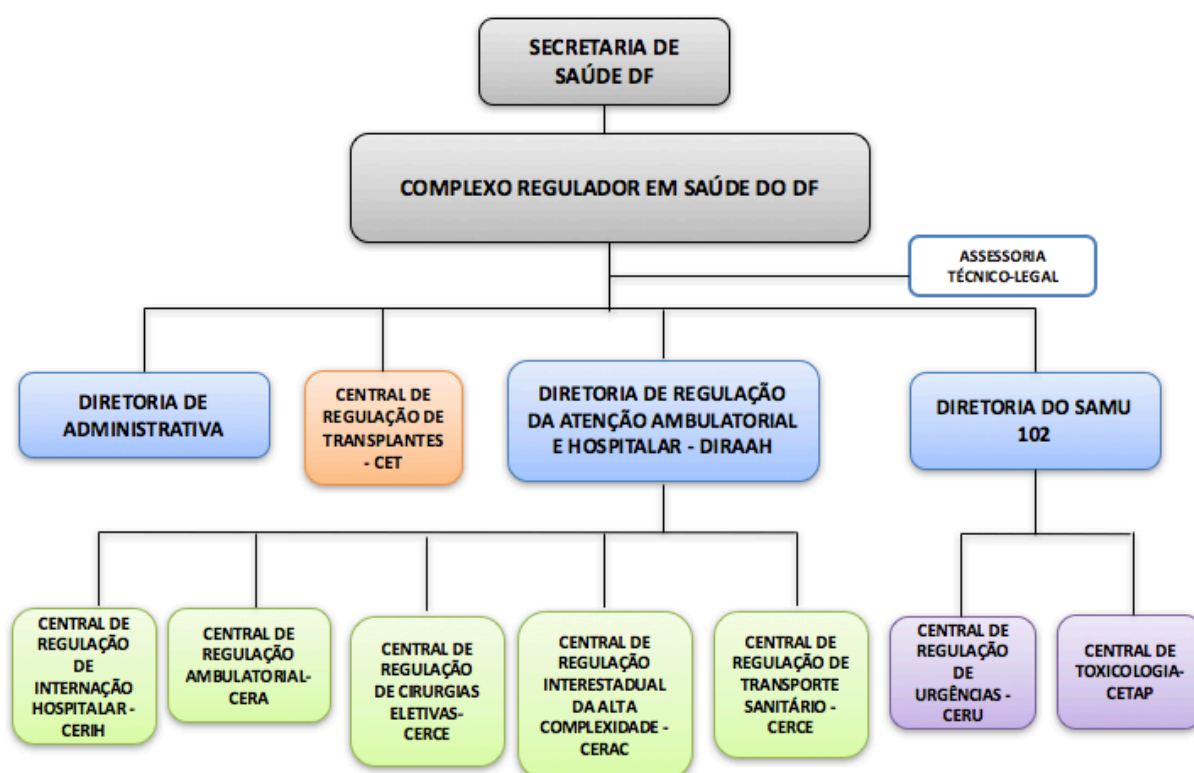 SECRETARIA DE
SAÚDE DF
COMPLEXO REGULADOR EM SAÚDE DO DF
ASSESSORIA
TÉCNICO-LEGAL
DIRETORIA DE
ADMINISTRATIVA
CENTRAL DE
REGULAÇÃO DE
TRANSPLANTES
- CET
DIRETORIA DE REGULAÇÃO
DA ATENÇÃO AMBULATORIAL
E HOSPITALAR - DIRAAH
DIRETORIA DO SAMU
102
CENTRAL DE
REGULAÇÃO
DE
INTERNAÇÃO
HOSPITALAR -
CERIH
CENTRAL DE
REGULAÇÃO
AMBULATORIAL-
CERA
CENTRAL DE
REGULAÇÃO
DE CIRURGIAS
ELETIVAS-
CERCE
CENTRAL DE
REGULAÇÃO
INTERESTADUAL
DA ALTA
COMPLEXIDADE -
CERAC
CENTRAL DE
REGULAÇÃO DE
TRANSPORTE
SANITÁRIO -
CERCE
CENTRAL DE
REGULAÇÃO
DE
URGÊNCIAS -
CERU
CENTRAL DE
TOXICOLOGIA-
CETAP